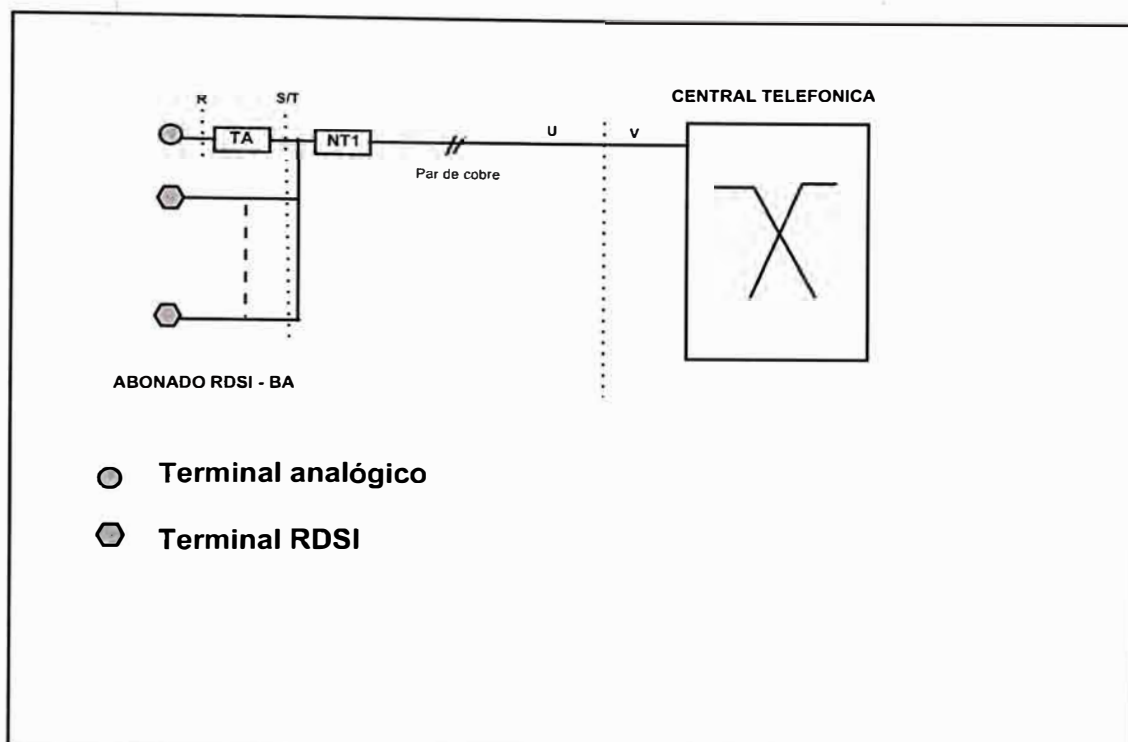 R
S/T
CENTRAL TELEFONICA
TA
NT1
U
V
Par de cobre
ABONADO RDSI - BA
Terminal analógico
Terminal RDSI